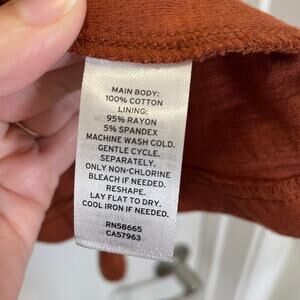 MAIN BODY:
100% COTTON
LINING:
95% RAYON
5% SPANDEX
MACHINE WASH COLD.
GENTLE CYCLE.
SEPARATELY.
ONLY NON-CHLORINE
BLEACH IF NEEDED.
RESHAPE.
LAY FLAT TO DRY.
COOL IRON IF NEEDED.
RN58665
CA57963